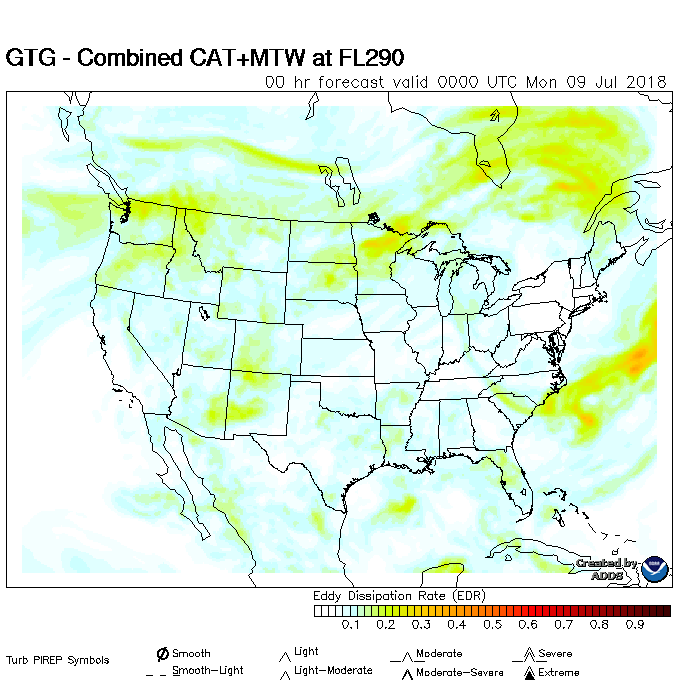 GTG - Combined CAT+MTW at FL290
00 hr forecast valid 0000 UTC Mon 09 Jul 2018
Created by
ADDS
Eddy Dissipation Rate (EDR)
0.1 0.2 0.3 0.4 0.5 0.6 0.7 0.8 0.9
Turb PIREP Symbols
Smooth Light Moderate Severe
Smooth-Light Light-Moderate Moderate-Severe Extreme